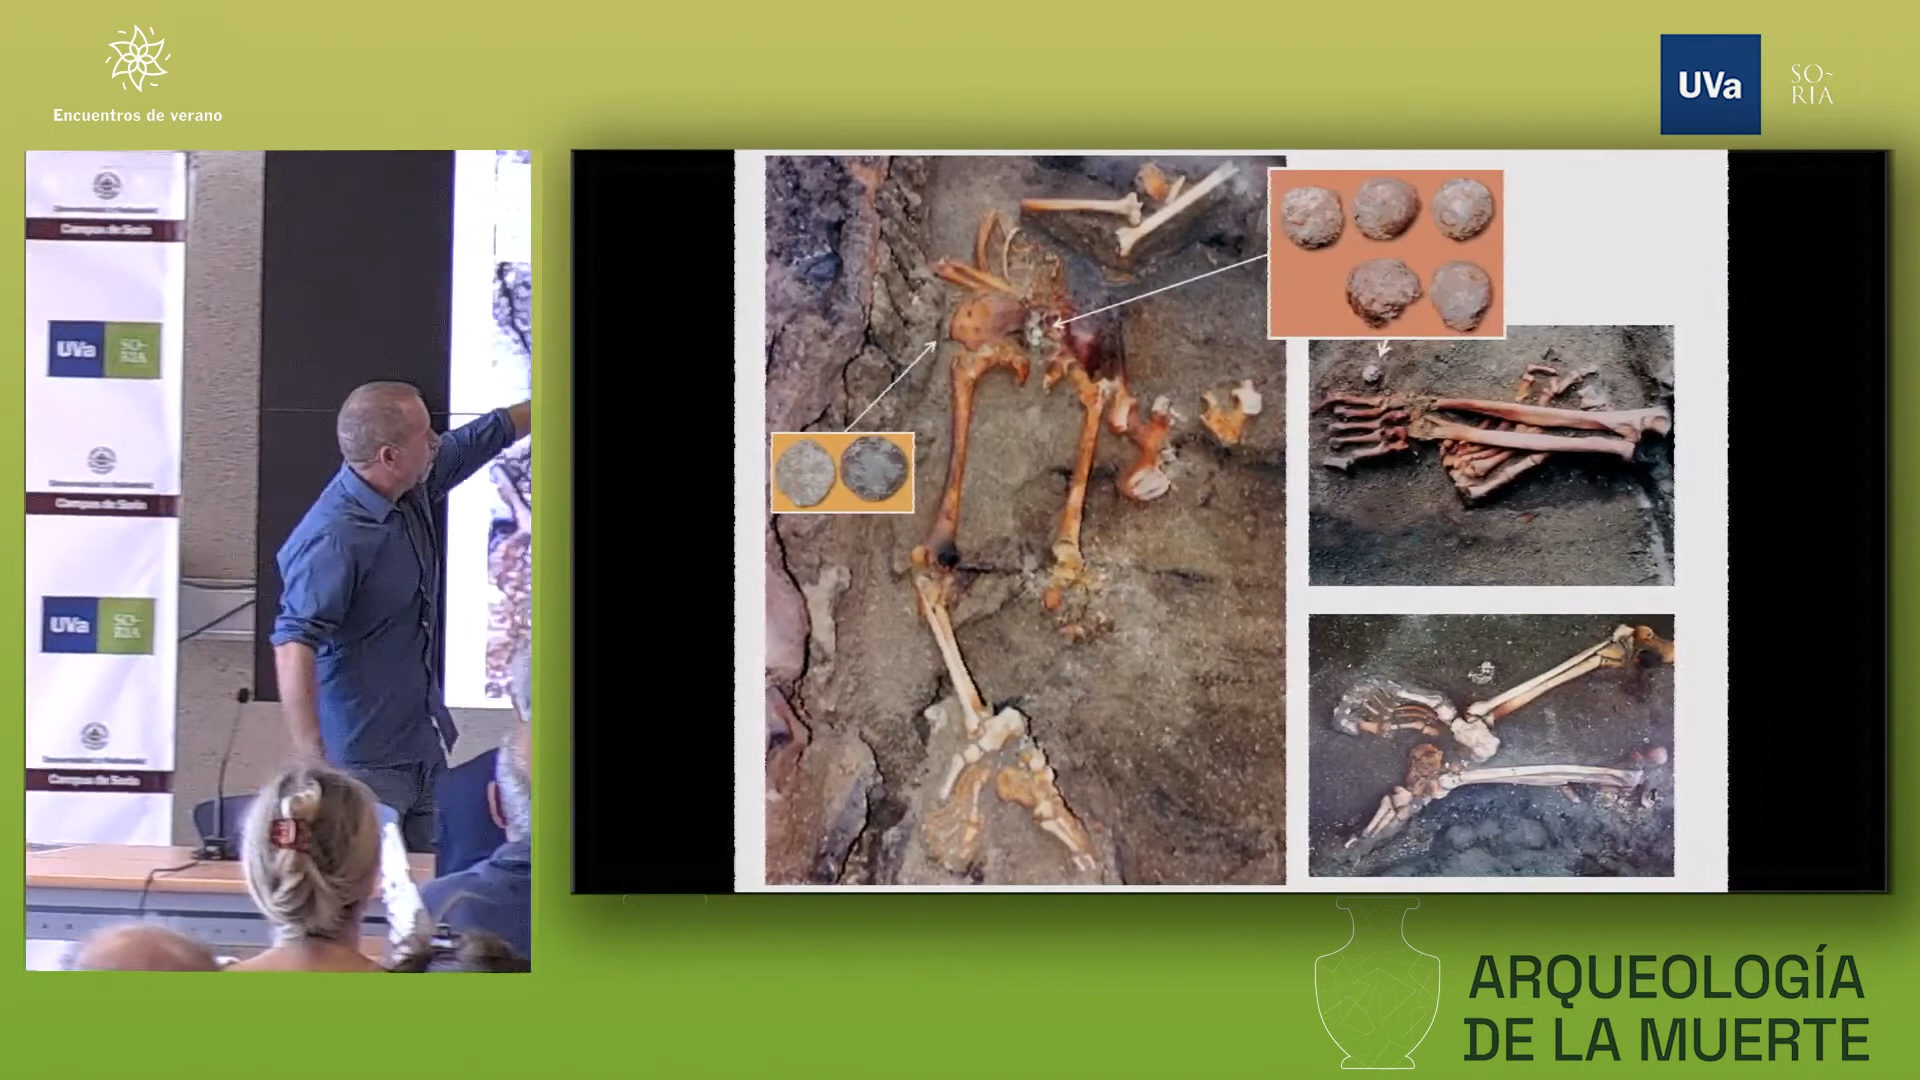 Encuentros de verano
UVa
SO-
RIA
Campus de Soria
UVa
SO-
RIA
Campus de Soria
UVa
SO-
RIA
Campus de Soria
ARQUEOLOGÍA
DE LA MUERTE